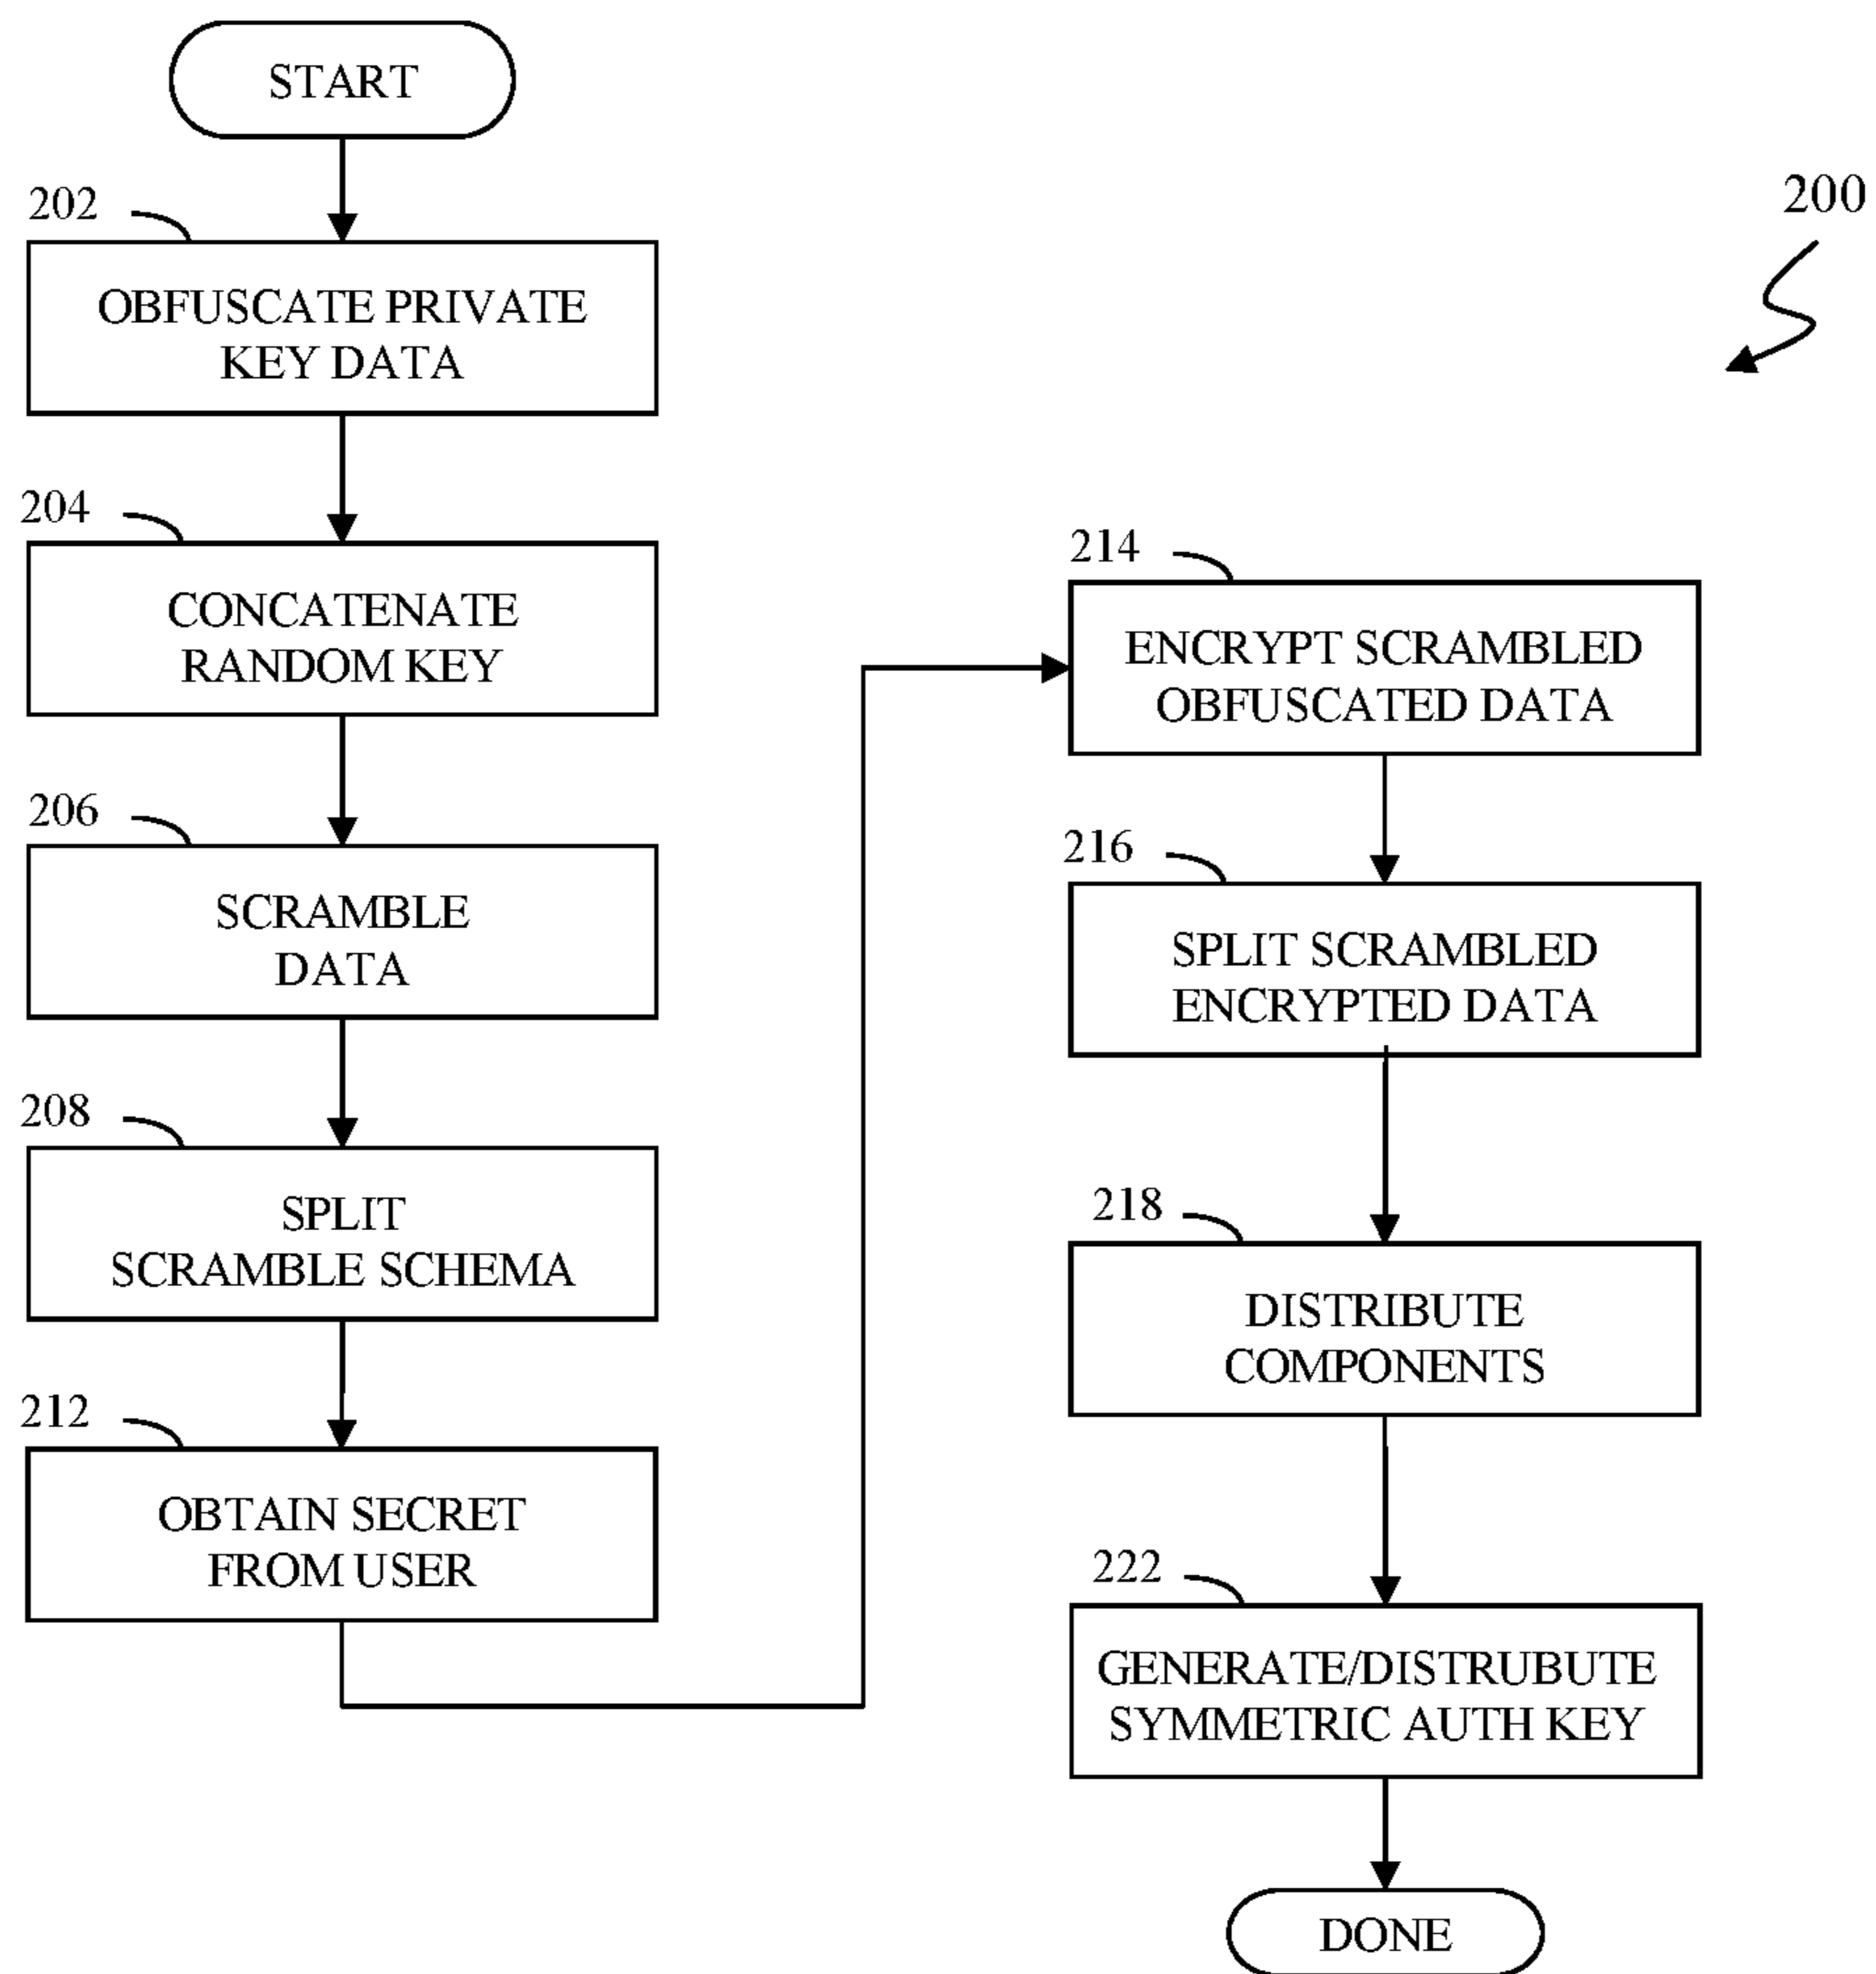 START
200
202
OBFUSCATE PRIVATE
KEY DATA
204
CONCATENATE
RANDOM KEY
206
SCRAMBLE
DATA
208
SPLIT
SCRAMBLE SCHEMA
212
OBTAIN SECRET
FROM USER
214
ENCRYPT SCRAMBLED
OBFUSCATED DATA
216
SPLIT SCRAMBLED
ENCRYPTED DATA
218
DISTRIBUTE
COMPONENTS
222
GENERATE/DISTRUBUTE
SYMMETRIC AUTH KEY
DONE